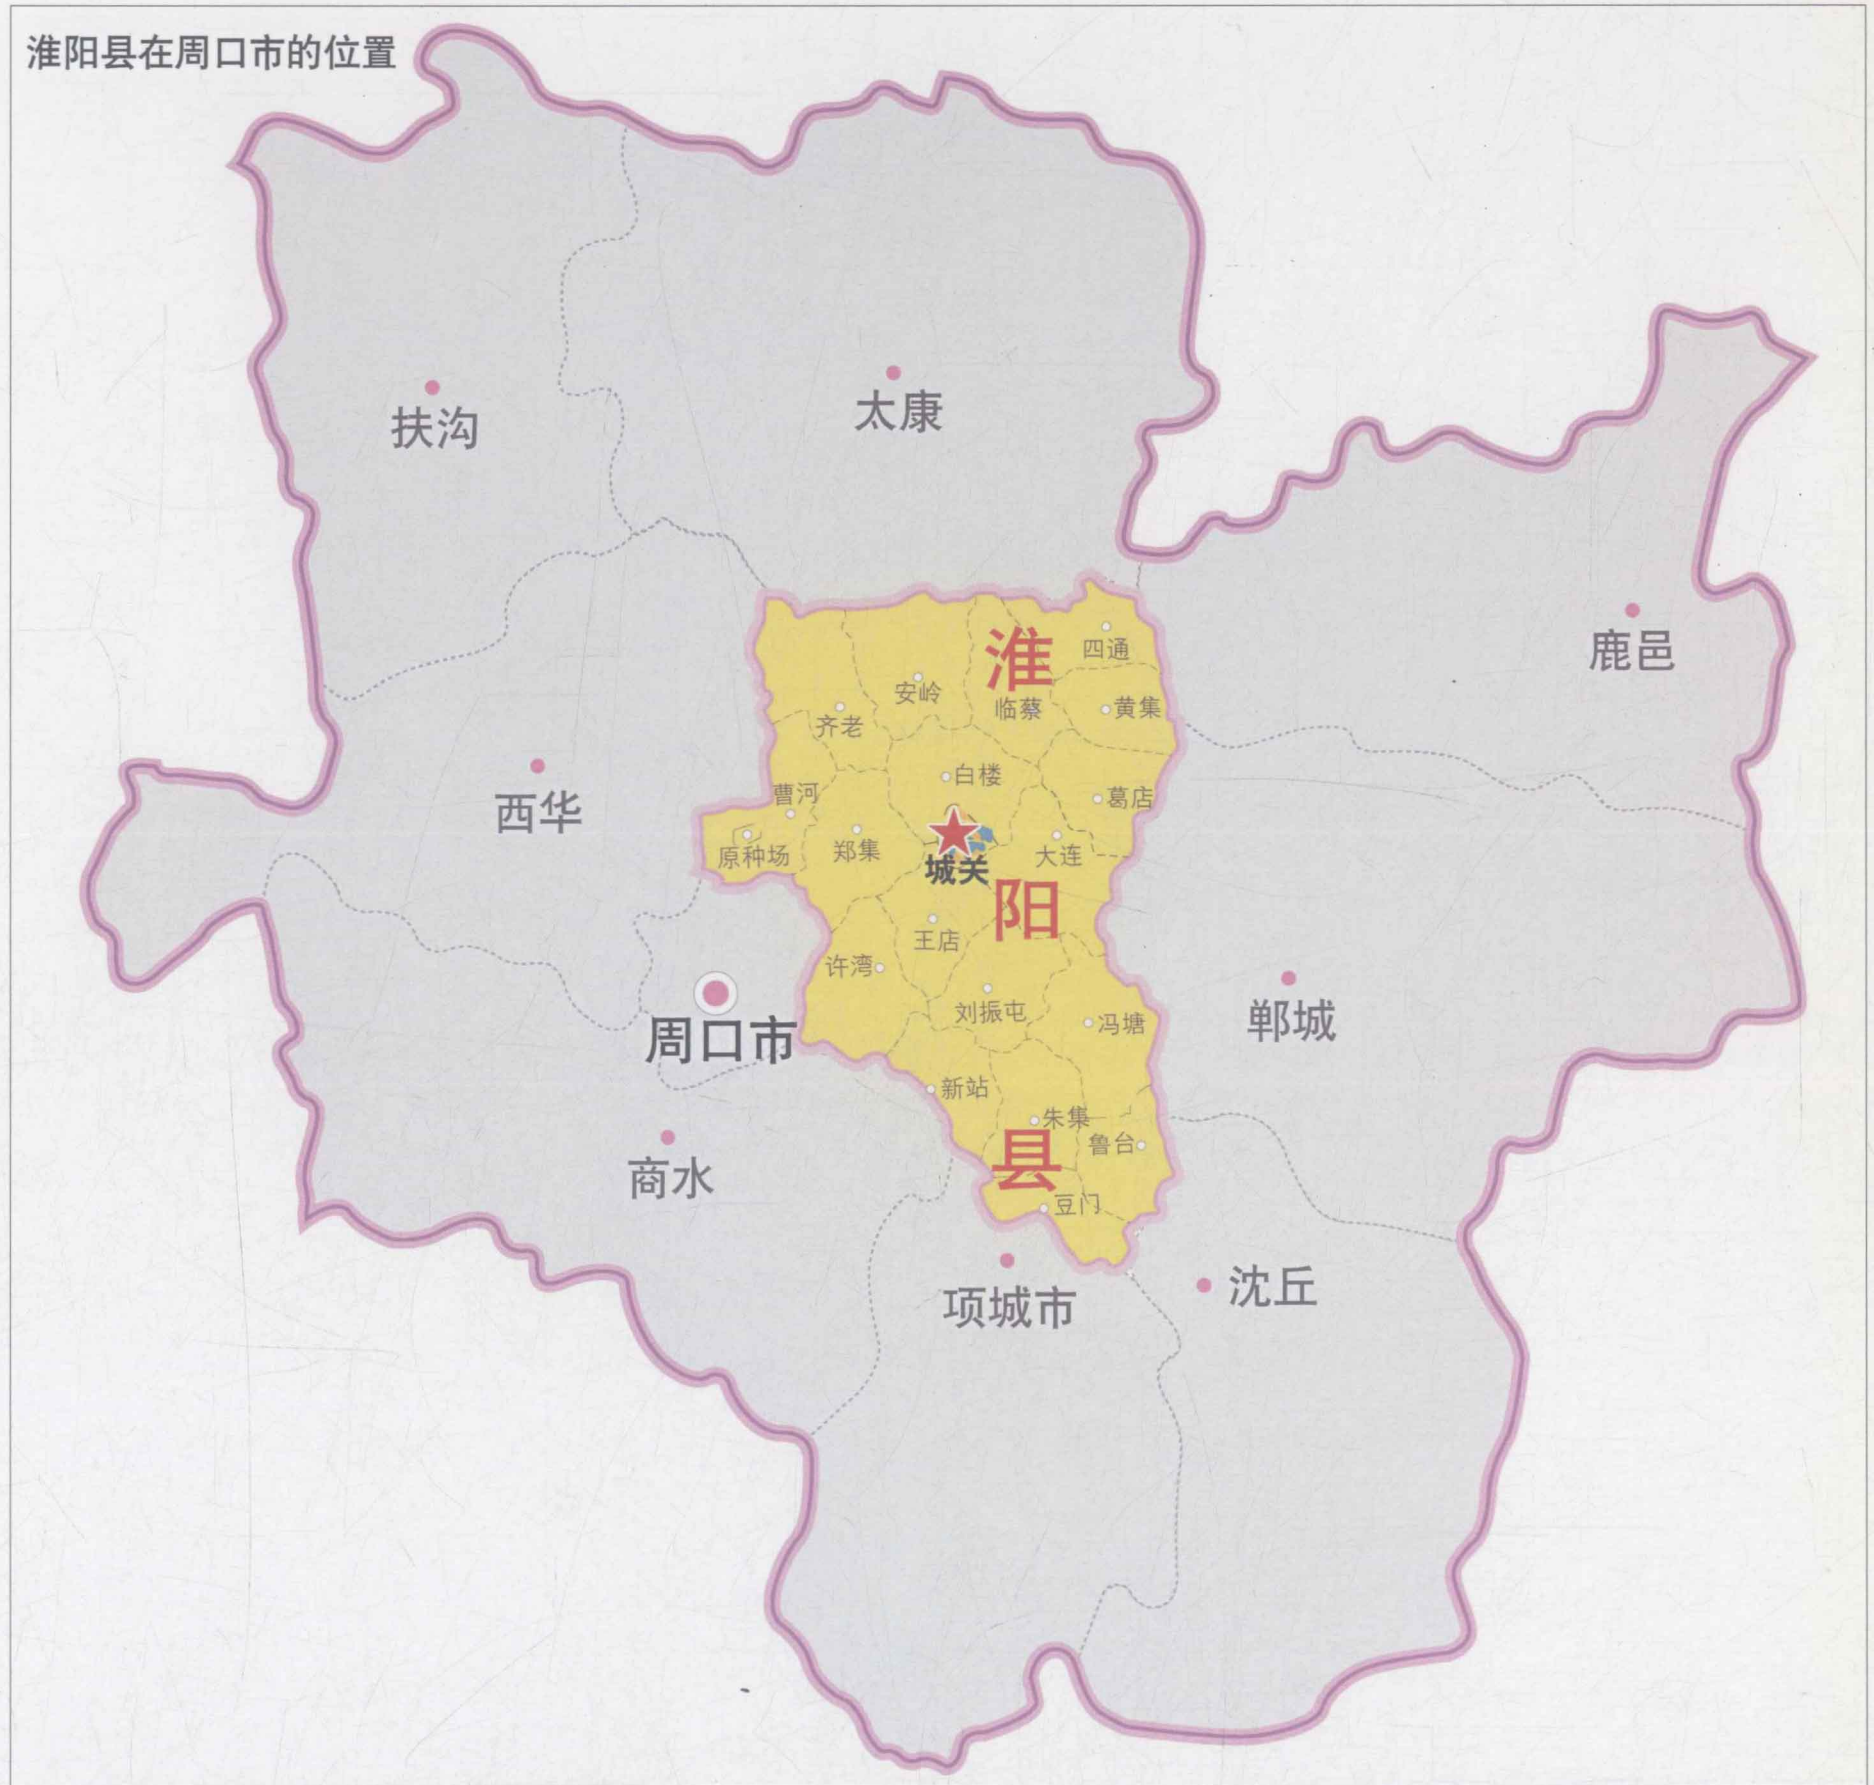 淮阳县在周口市的位置
扶沟
太康
鹿邑
淮
四通
安岭
临蔡
黄集
齐老
白楼
曹河
葛店
西华
原种场
郑集
大连
城关
阳
王店
许湾
刘振屯
冯塘
郸城
周口市
新站
朱集
鲁台
县
商水
豆门
项城市
沈丘